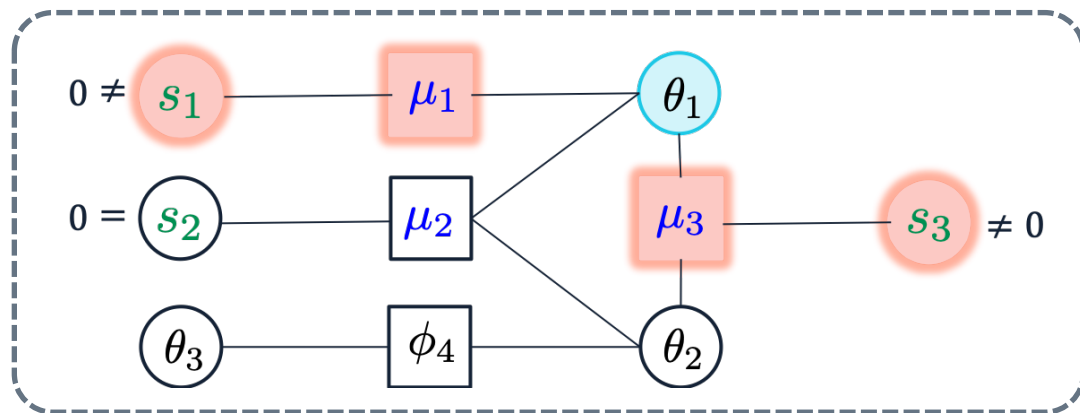 0 ≠ s₁ μ₁ θ₁
0 = s₂ μ₂ μ₃ s₃ ≠ 0
θ₃ ϕ₄ θ₂